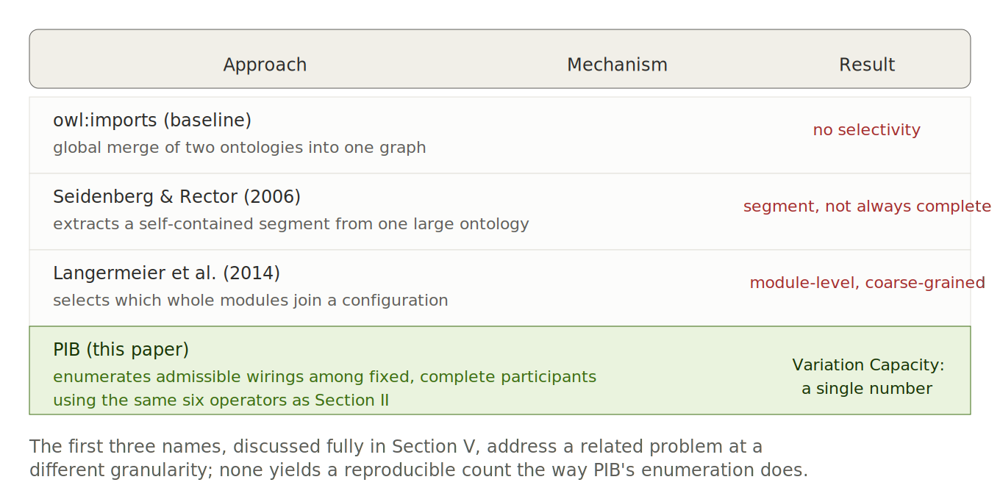 Approach Mechanism Result
owl:imports (baseline)
global merge of two ontologies into one graph
no selectivity
Seidenberg & Rector (2006)
extracts a self-contained segment from one large ontology
segment, not always complete
Langermeier et al. (2014)
selects which whole modules join a configuration
module-level, coarse-grained
PIB (this paper)
enumerates admissible wirings among fixed, complete participants
using the same six operators as Section II
Variation Capacity:
a single number
The first three names, discussed fully in Section V, address a related problem at a
different granularity; none yields a reproducible count the way PIB's enumeration does.